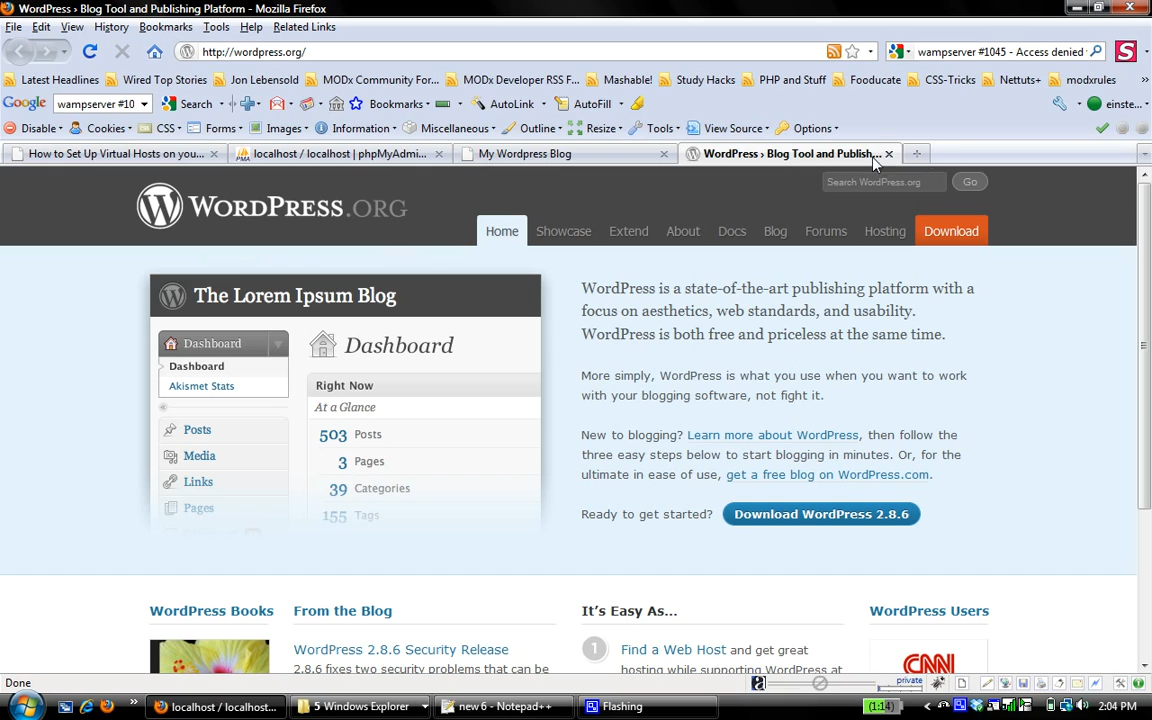 WordPress › Blog Tool and Publishing Platform - Mozilla Firefox
File Edit View History Bookmarks Tools Help Related Links
http://wordpress.org/ wampserver #1045 - Access denied
Latest Headlines Wired Top Stories Jon Lebensold MODx Community For... MODx Developer RSS F... Mashable! Study Hacks PHP and Stuff Fooducate CSS-Tricks Nettuts+ modxrules
Google wampserver #10 Search Bookmarks AutoLink AutoFill einste...
Disable Cookies CSS Forms Images Information Miscellaneous Outline Resize Tools View Source Options
How to Set Up Virtual Hosts on you... localhost / localhost | phpMyAdmi... My Wordpress Blog WordPress › Blog Tool and Publish...
Search WordPress.org Go
WORDPRESS.ORG
Home Showcase Extend About Docs Blog Forums Hosting Download
The Lorem Ipsum Blog
Dashboard
Dashboard
Akismet Stats
Posts
Media
Links
Pages
Dashboard
Right Now
At a Glance
503 Posts
3 Pages
39 Categories
155 Tags
WordPress is a state-of-the-art publishing platform with a
focus on aesthetics, web standards, and usability.
WordPress is both free and priceless at the same time.
More simply, WordPress is what you use when you want to work
with your blogging software, not fight it.
New to blogging? Learn more about WordPress, then follow the
three easy steps below to start blogging in minutes. Or, for the
ultimate in ease of use, get a free blog on WordPress.com.
Ready to get started? Download WordPress 2.8.6
WordPress Books
From the Blog
WordPress 2.8.6 Security Release
2.8.6 fixes two security problems that can be
It's Easy As...
1 Find a Web Host and get great
hosting while supporting WordPress at
WordPress Users
CNN
Done private
localhost / localhost... 5 Windows Explorer new 6 - Notepad++ Flashing (1:14) 2:04 PM